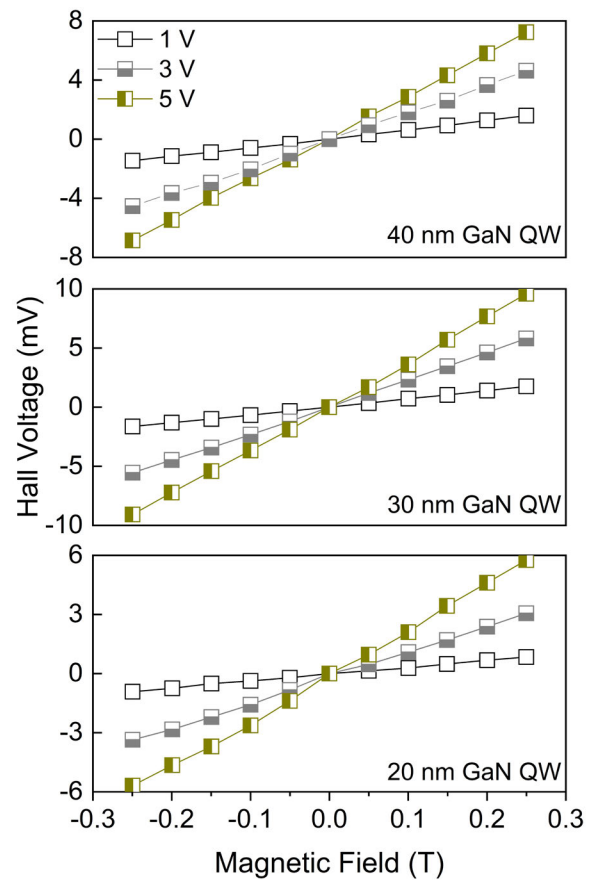 8
4
0
-4
-8
1 V
3 V
5 V
40 nm GaN QW
Hall Voltage (mV)
10
5
0
-5
-10
30 nm GaN QW
6
3
0
-3
-6
20 nm GaN QW
-0.3 -0.2 -0.1 0.0 0.1 0.2 0.3
Magnetic Field (T)